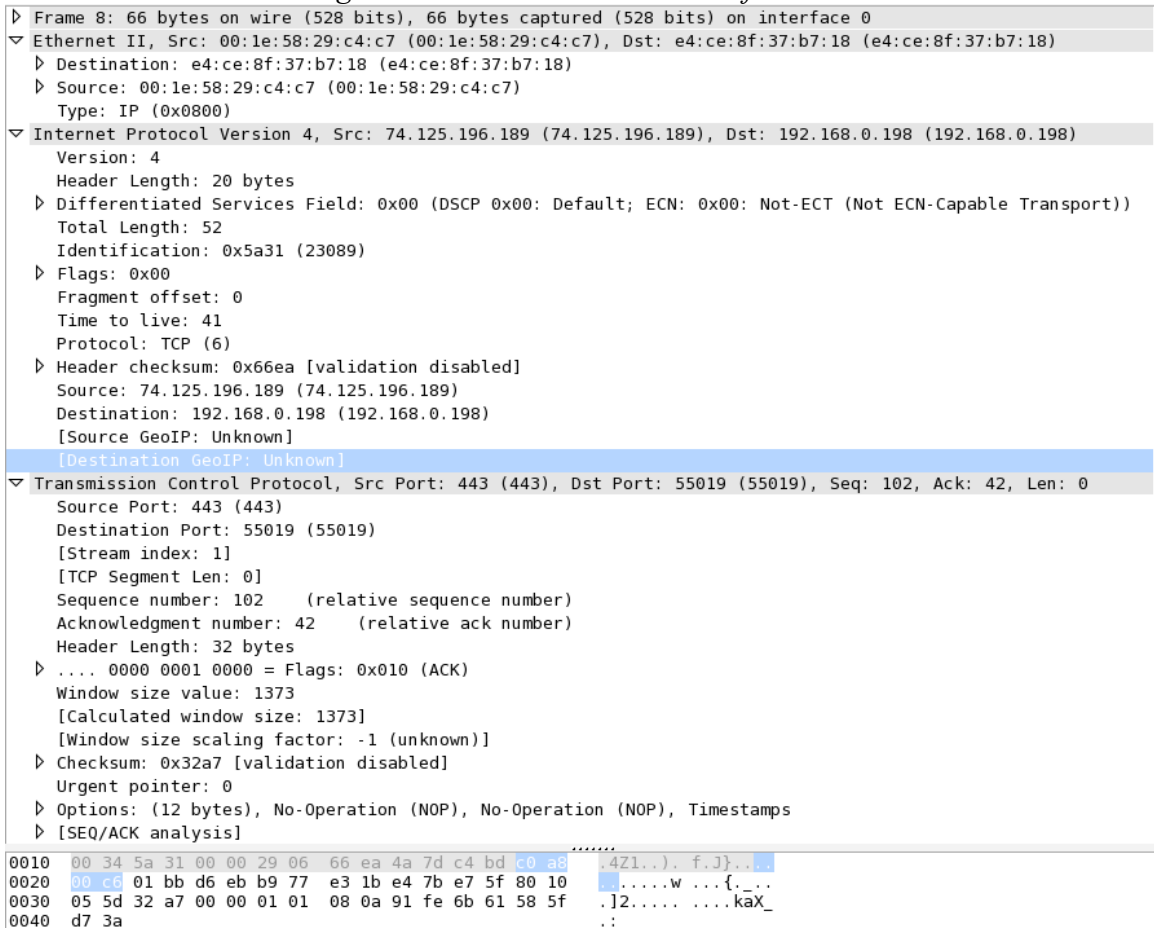 Frame 8: 66 bytes on wire (528 bits), 66 bytes captured (528 bits) on interface 0
Ethernet II, Src: 00:1e:58:29:c4:c7 (00:1e:58:29:c4:c7), Dst: e4:ce:8f:37:b7:18 (e4:ce:8f:37:b7:18)
Destination: e4:ce:8f:37:b7:18 (e4:ce:8f:37:b7:18)
Source: 00:1e:58:29:c4:c7 (00:1e:58:29:c4:c7)
Type: IP (0x0800)
Internet Protocol Version 4, Src: 74.125.196.189 (74.125.196.189), Dst: 192.168.0.198 (192.168.0.198)
Version: 4
Header Length: 20 bytes
Differentiated Services Field: 0x00 (DSCP 0x00: Default; ECN: 0x00: Not-ECT (Not ECN-Capable Transport))
Total Length: 52
Identification: 0x5a31 (23089)
Flags: 0x00
Fragment offset: 0
Time to live: 41
Protocol: TCP (6)
Header checksum: 0x66ea [validation disabled]
Source: 74.125.196.189 (74.125.196.189)
Destination: 192.168.0.198 (192.168.0.198)
[Source GeoIP: Unknown]
[Destination GeoIP: Unknown]
Transmission Control Protocol, Src Port: 443 (443), Dst Port: 55019 (55019), Seq: 102, Ack: 42, Len: 0
Source Port: 443 (443)
Destination Port: 55019 (55019)
[Stream index: 1]
[TCP Segment Len: 0]
Sequence number: 102    (relative sequence number)
Acknowledgment number: 42    (relative ack number)
Header Length: 32 bytes
.... 0000 0001 0000 = Flags: 0x010 (ACK)
Window size value: 1373
[Calculated window size: 1373]
[Window size scaling factor: -1 (unknown)]
Checksum: 0x32a7 [validation disabled]
Urgent pointer: 0
Options: (12 bytes), No-Operation (NOP), No-Operation (NOP), Timestamps
[SEQ/ACK analysis]
0010  00 34 5a 31 00 00 29 06  66 ea 4a 7d c4 bd c0 a8   .4Z1..). f.J}....
0020  00 c6 01 bb d6 eb b9 77  e3 1b e4 7b e7 5f 80 10   .......w ...{._..
0030  05 5d 32 a7 00 00 01 01  08 0a 91 fe 6b 61 58 5f   .]2..... ....kaX_
0040  d7 3a   .: